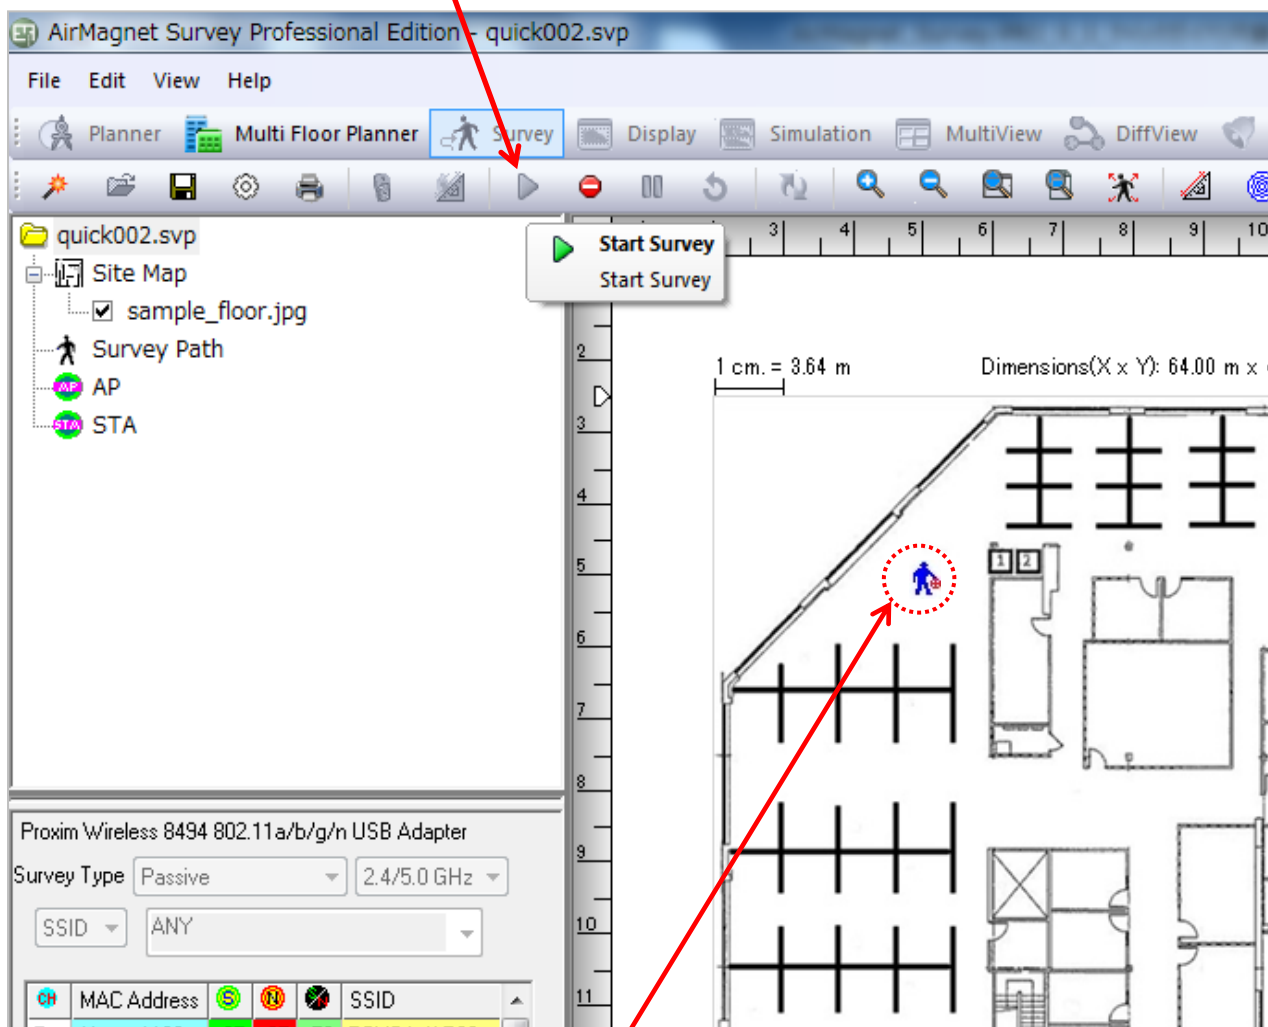 AirMagnet Survey Professional Edition - quick002.svp
File Edit View Help
Planner Multi Floor Planner Survey Display Simulation MultiView DiffView
quick002.svp
Site Map
sample_floor.jpg
Survey Path
AP AP
STA STA
Start Survey
Start Survey
3 4 5 6 7 8 9 10
1 cm. = 3.64 m Dimensions(X x Y): 64.00 m x
2
3
4
5
6
7
8
9
10
11
1 2
Proxim Wireless 8494 802.11a/b/g/n USB Adapter
Survey Type Passive 2.4/5.0 GHz
SSID ANY
CH MAC Address S N SSID